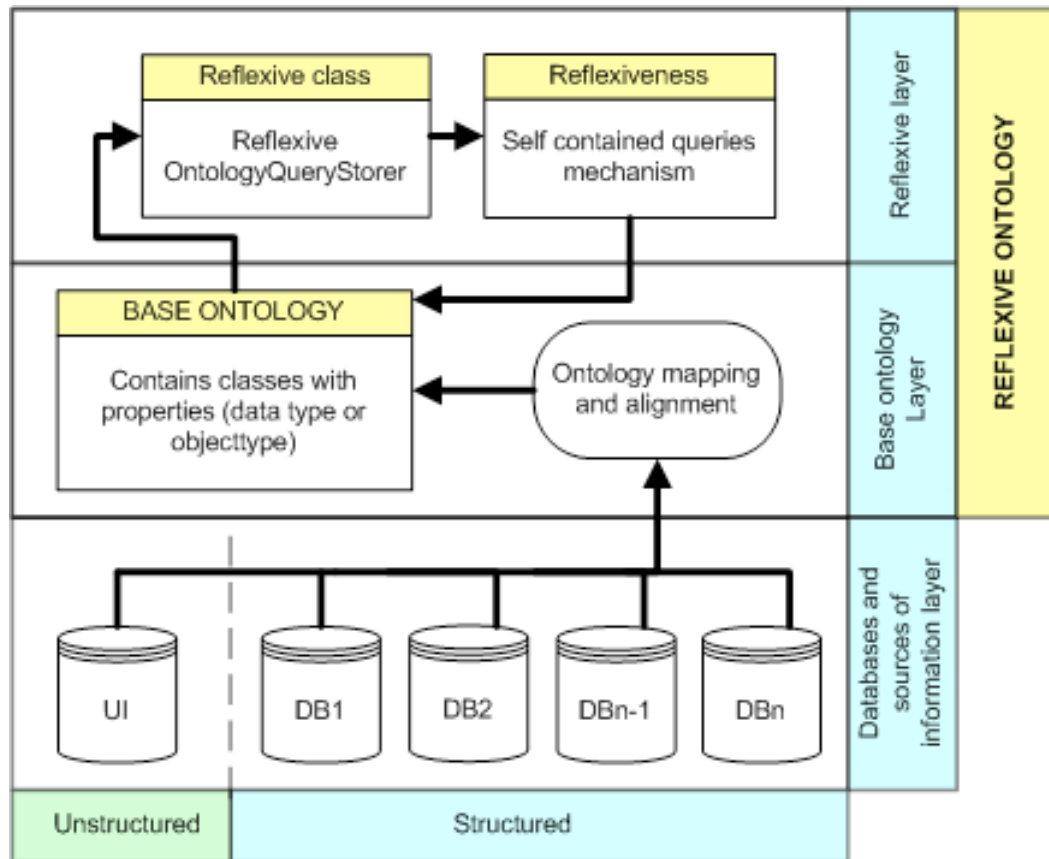 Reflexive class
Reflexive
OntologyQueryStorer
Reflexiveness
Self contained queries
mechanism
Reflexive layer
REFLEXIVE ONTOLOGY
BASE ONTOLOGY
Contains classes with
properties (data type or
objecttype)
Ontology mapping
and alignment
Base ontology
Layer
UI
DB1
DB2
DBn-1
DBn
Databases and
sources of
information layer
Unstructured
Structured